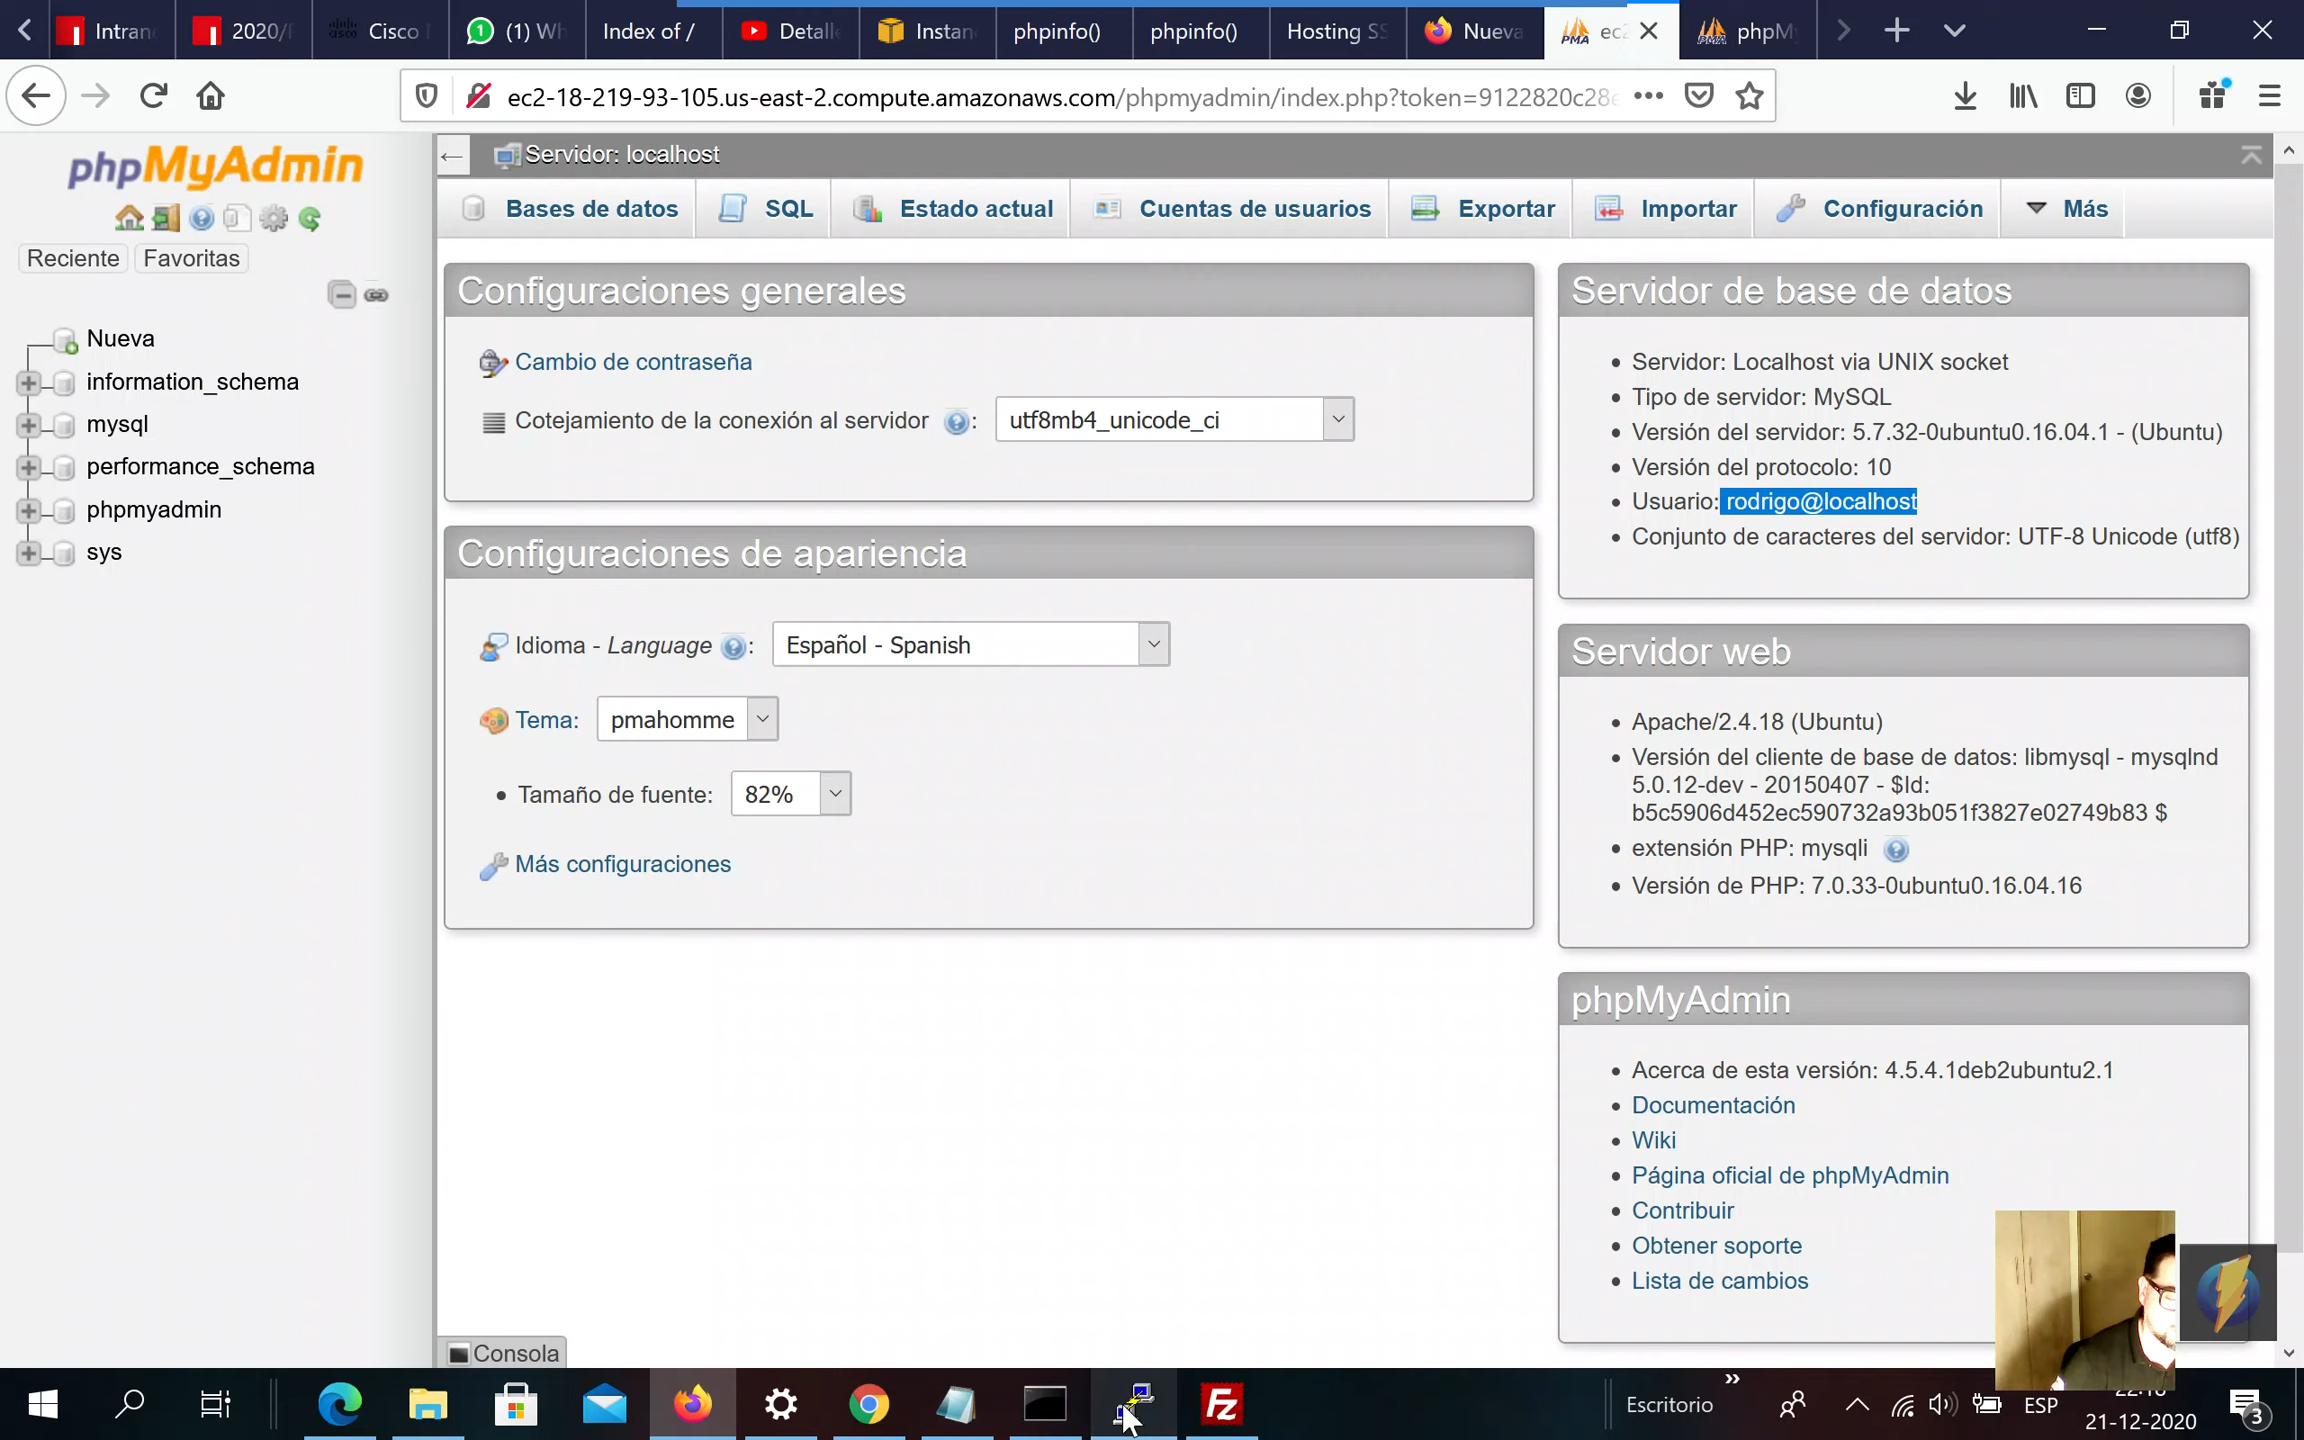 Intran
2020/
Cisco
(1) Wh
Index of /
Detalle
Instan
phpinfo()
phpinfo()
Hosting SS
Nueva
ec2
phpMy
ec2-18-219-93-105.us-east-2.compute.amazonaws.com/phpmyadmin/index.php?token=9122820c28e
phpMyAdmin
Reciente Favoritas
Nueva
information_schema
mysql
performance_schema
phpmyadmin
sys
Servidor: localhost
Bases de datos SQL Estado actual Cuentas de usuarios Exportar Importar Configuración Más
Configuraciones generales
Cambio de contraseña
Cotejamiento de la conexión al servidor : utf8mb4_unicode_ci
Configuraciones de apariencia
Idioma - Language : Español - Spanish
Tema: pmahomme
Tamaño de fuente: 82%
Más configuraciones
Servidor de base de datos
Servidor: Localhost via UNIX socket
Tipo de servidor: MySQL
Versión del servidor: 5.7.32-0ubuntu0.16.04.1 - (Ubuntu)
Versión del protocolo: 10
Usuario: rodrigo@localhost
Conjunto de caracteres del servidor: UTF-8 Unicode (utf8)
Servidor web
Apache/2.4.18 (Ubuntu)
Versión del cliente de base de datos: libmysql - mysqlnd
5.0.12-dev - 20150407 - $Id:
b5c5906d452ec590732a93b051f3827e02749b83 $
extensión PHP: mysqli
Versión de PHP: 7.0.33-0ubuntu0.16.04.16
phpMyAdmin
Acerca de esta versión: 4.5.4.1deb2ubuntu2.1
Documentación
Wiki
Página oficial de phpMyAdmin
Contribuir
Obtener soporte
Lista de cambios
Consola
Escritorio
ESP
21-12-2020
3